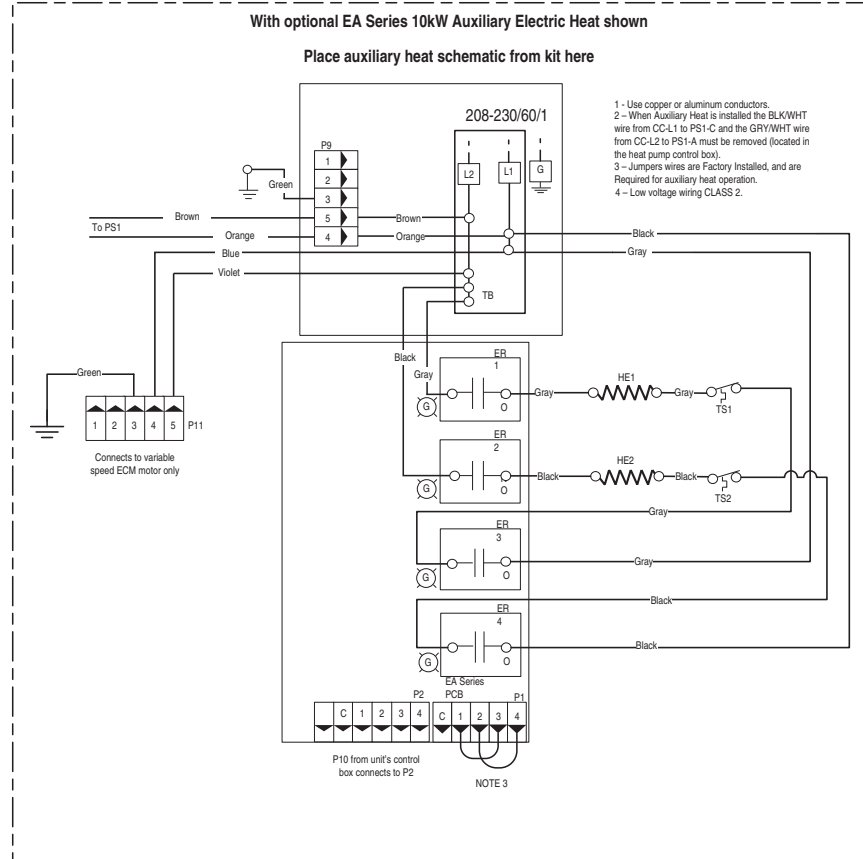 With optional EA Series 10kW Auxiliary Electric Heat shown
Place auxiliary heat schematic from kit here
208-230/60/1
1 - Use copper or aluminum conductors.
2 – When Auxiliary Heat is installed the BLK/WHT
wire from CC-L1 to PS1-C and the GRY/WHT wire
from CC-L2 to PS1-A must be removed (located in
the heat pump control box).
3 – Jumpers wires are Factory Installed, and are
Required for auxiliary heat operation.
4 – Low voltage wiring CLASS 2.
P9
1
2
3
5
4
L2
L1
G
Green
Brown
Brown
To PS1
Orange
Orange
Black
Blue
Gray
Violet
TB
Black
Gray
ER
1
G
O
Gray
HE1
Gray
TS1
Green
1
2
3
4
5
P11
Connects to variable
speed ECM motor only
ER
2
G
O
Black
HE2
Black
TS2
Gray
ER
3
G
O
Gray
Black
ER
4
G
O
Black
EA Series
PCB
P2
P1
C
1
2
3
4
C
1
2
3
4
P10 from unit's control
box connects to P2
NOTE 3